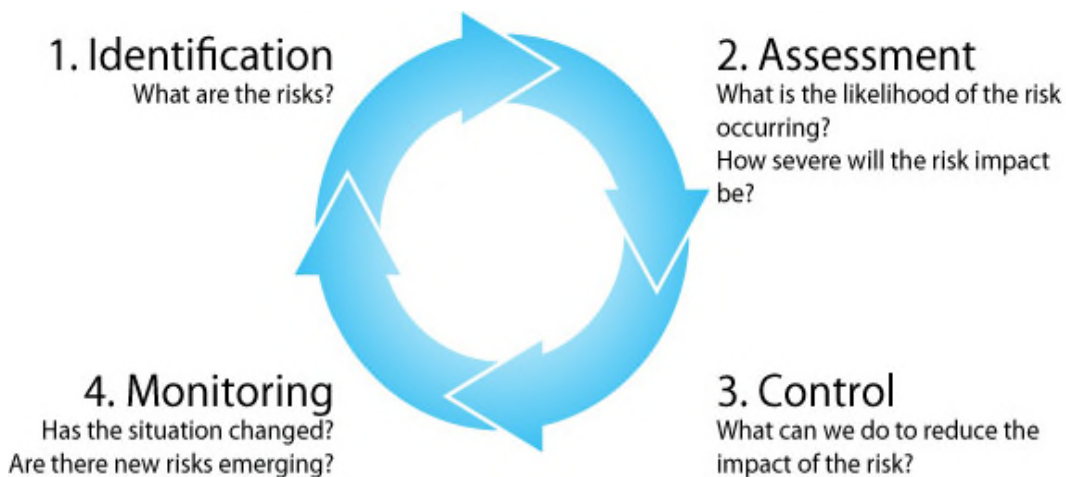 1. Identification
What are the risks?
2. Assessment
What is the likelihood of the risk
occurring?
How severe will the risk impact
be?
3. Control
What can we do to reduce the
impact of the risk?
4. Monitoring
Has the situation changed?
Are there new risks emerging?